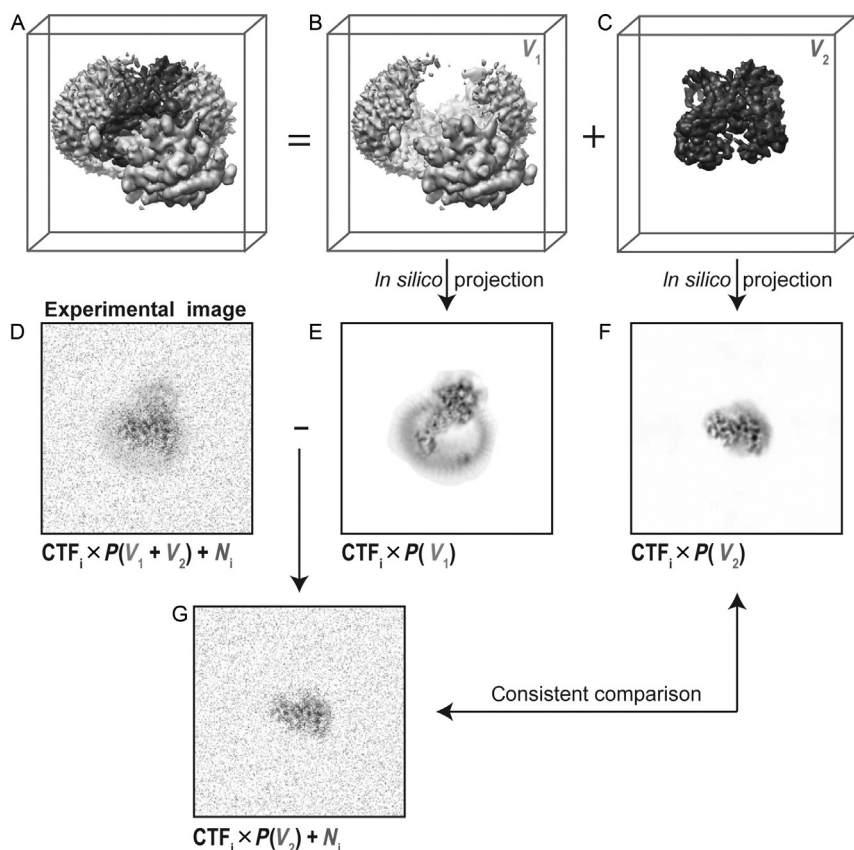 A
B
V₁
C
V₂
=
+
In silico projection
In silico projection
Experimental image
D
E
F
–
CTFᵢ × P(V₁ + V₂) + Nᵢ
CTFᵢ × P( V₁)
CTFᵢ × P( V₂)
G
Consistent comparison
CTFᵢ × P(V₂) + Nᵢ